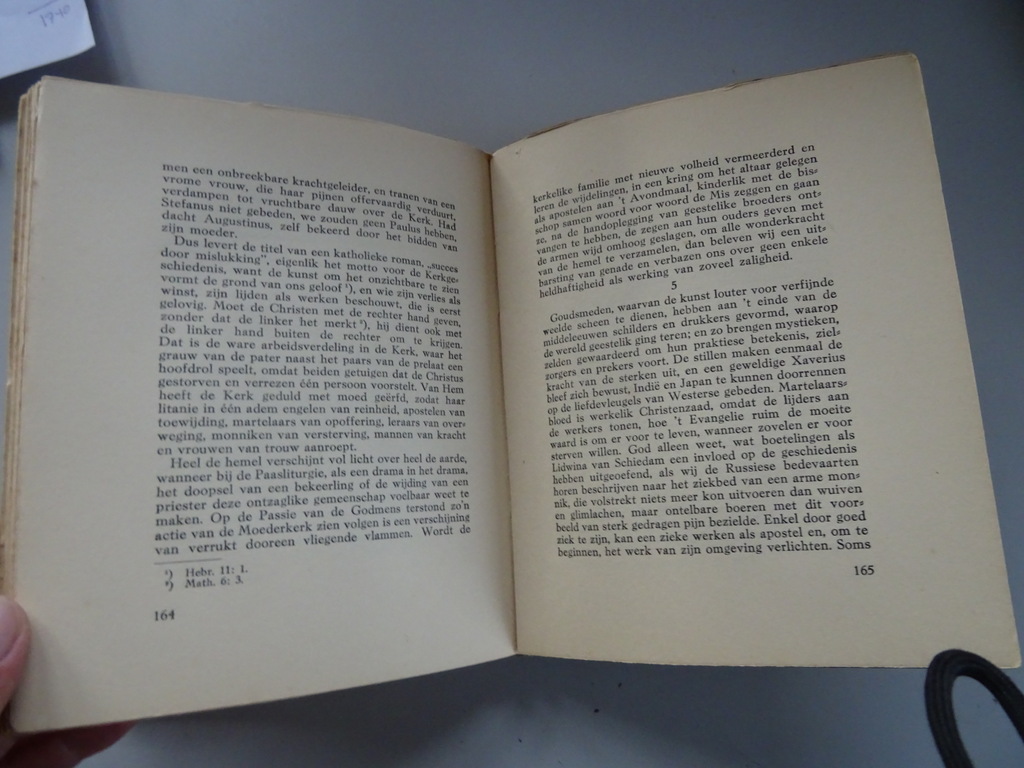 men een onbreekbare krachtgeleider, en tranen van een
vrome vrouw, die haar pijnen offervaardig verduurt,
verdampen tot vruchtbare dauw over de Kerk. Had
Stefanus niet gebeden, we zouden geen Paulus hebben,
dacht Augustinus, zelf bekeerd door het bidden van
zijn moeder.
Dus levert de titel van een katholieke roman, „succes
door mislukking”, eigenlik het motto voor de Kerkge=
schiedenis, want de kunst om het onzichtbare te zien
vormt de grond van ons geloof ¹), en wie zijn verlies als
winst, zijn lijden als werken beschouwt, die is eerst
gelovig. Moet de Christen met de rechter hand geven,
zonder dat de linker het merkt ²), hij dient ook met
de linker hand buiten de rechter om te krijgen.
Dat is de ware arbeidsverdeling in de Kerk, waar het
grauw van de pater naast het paars van de prelaat een
hoofdrol speelt, omdat beiden getuigen dat de Christus
gestorven en verrezen één persoon voorstelt. Van Hem
heeft de Kerk geduld met moed geërfd, zodat haar
litanie in één adem engelen van reinheid, apostelen van
toewijding, martelaars van opoffering, leraars van over=
weging, monniken van versterving, mannen van kracht
en vrouwen van trouw aanroept.
Heel de hemel verschijnt vol licht over heel de aarde,
wanneer bij de Paasliturgie, als een drama in het drama,
het doopsel van een bekeerling of de wijding van een
priester deze ontzaglike gemeenschap voelbaar weet te
maken. Op de Passie van de Godmens terstond zo'n
actie van de Moederkerk zien volgen is een verschijning
van verrukt dooreen vliegende vlammen. Wordt de
¹) Hebr. 11: 1.
²) Math. 6: 3.
164
kerkelike familie met nieuwe volheid vermeerderd en
leren de wijdelingen, in een kring om het altaar gelegen
als apostelen aan 't Avondmaal, kinderlik met de bis=
schop samen woord voor woord de Mis zeggen en gaan
ze, na de handoplegging van geestelike broeders ont=
vangen te hebben, de zegen aan hun ouders geven met
de armen wijd omhoog geslagen, om alle wonderkracht
van de hemel te verzamelen, dan beleven wij een uit=
barsting van genade en verbazen ons over geen enkele
heldhaftigheid als werking van zoveel zaligheid.
5
Goudsmeden, waarvan de kunst louter voor verfijnde
weelde scheen te dienen, hebben aan 't einde van de
middeleeuwen schilders en drukkers gevormd, waarop
de wereld geestelik ging teren; en zo brengen mystieken,
zelden gewaardeerd om hun praktiese betekenis, ziel=
zorgers en prekers voort. De stillen maken eenmaal de
kracht van de sterken uit, en een geweldige Xaverius
bleef zich bewust, Indië en Japan te kunnen doorrennen
op de liefdevleugels van Westerse gebeden. Martelaars=
bloed is werkelik Christenzaad, omdat de lijders aan
de werkers tonen, hoe 't Evangelie ruim de moeite
waard is om er voor te leven, wanneer zovelen er voor
sterven willen. God alleen weet, wat boetelingen als
Lidwina van Schiedam een invloed op de geschiedenis
hebben uitgeoefend, als wij de Russiese bedevaarten
horen beschrijven naar het ziekbed van een arme mon=
nik, die volstrekt niets meer kon uitvoeren dan wuiven
en glimlachen, maar ontelbare boeren met dit voor=
beeld van sterk gedragen pijn bezielde. Enkel door goed
ziek te zijn, kan een zieke werken als apostel en, om te
beginnen, het werk van zijn omgeving verlichten. Soms
165